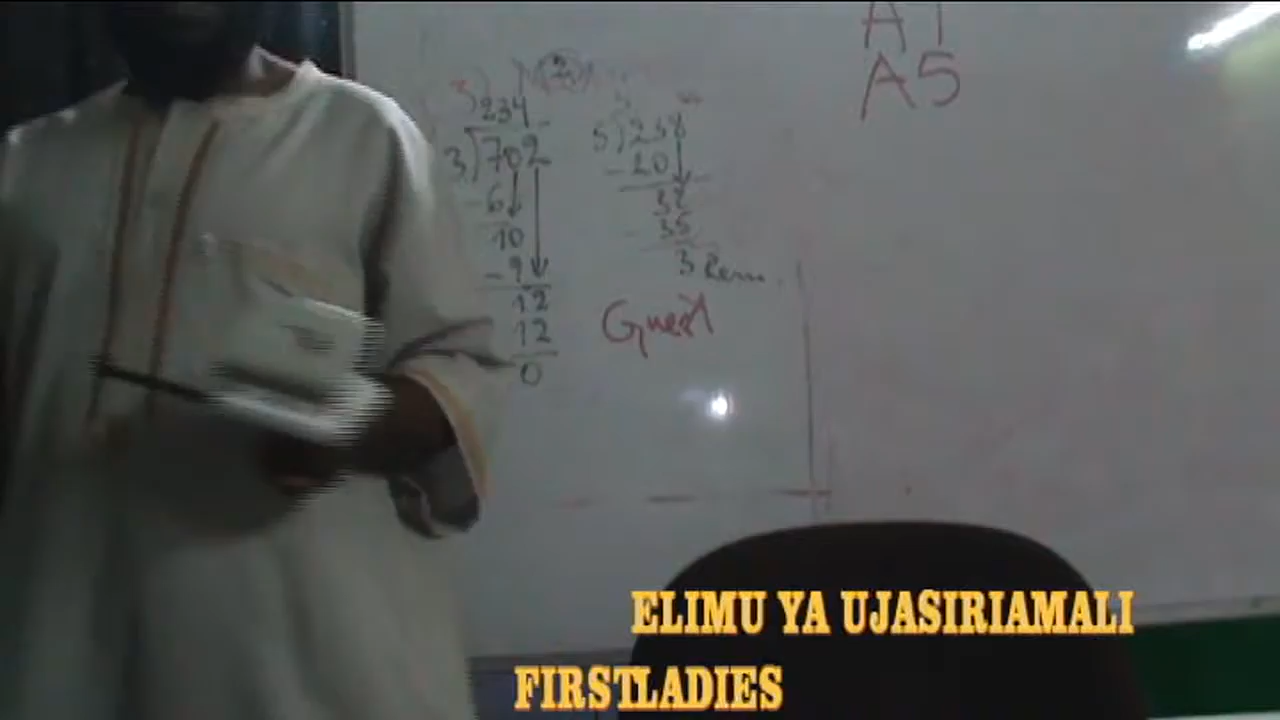 A1
A5
234
3)702
- 6
10
- 9
12
12
0
5)238
- 20
38
- 35
3 Rem.
Guest
ELIMU YA UJASIRIAMALI
FIRSTLADIES